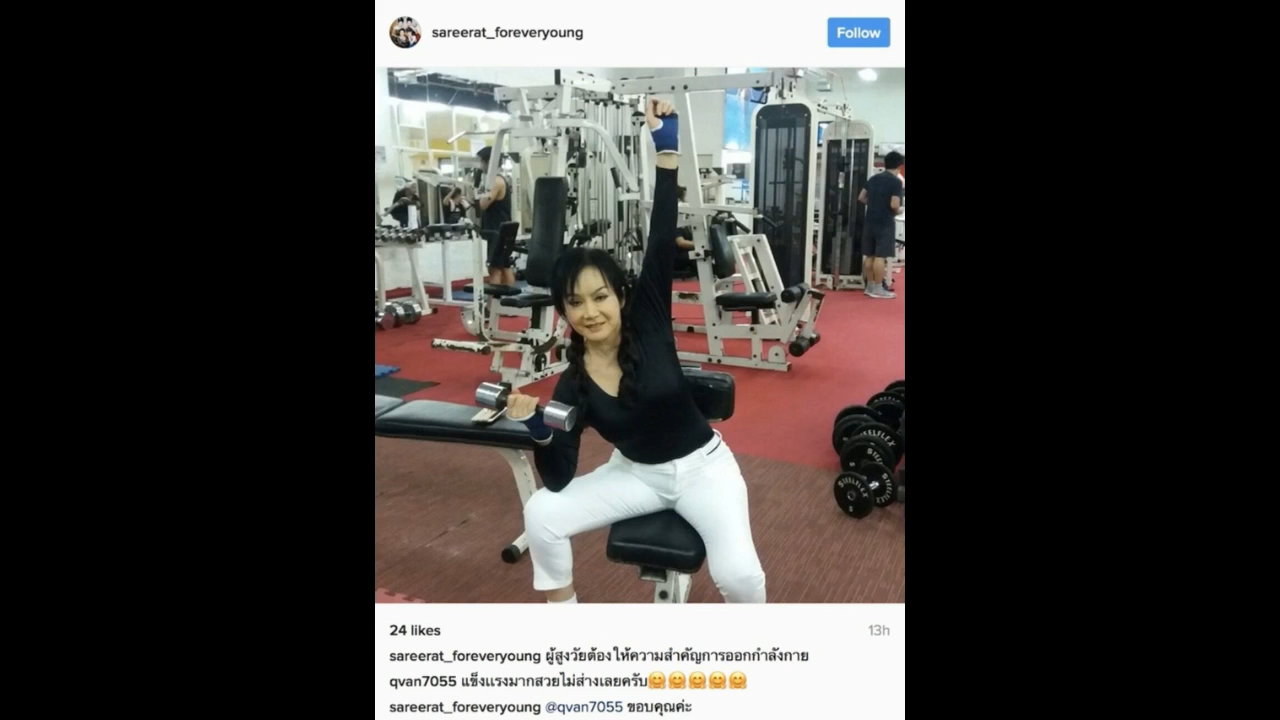 sareerat_foreveryoung
Follow
STEELFLEX
STEELFLEX
24 likes
13h
sareerat_foreveryoung ผู้สูงวัยต้องให้ความสำคัญการออกกำลังกาย
qvan7055 แข็งแรงมากสวยไม่ส่างเลยครับ🤗🤗🤗🤗🤗
sareerat_foreveryoung @qvan7055 ขอบคุณค่ะ